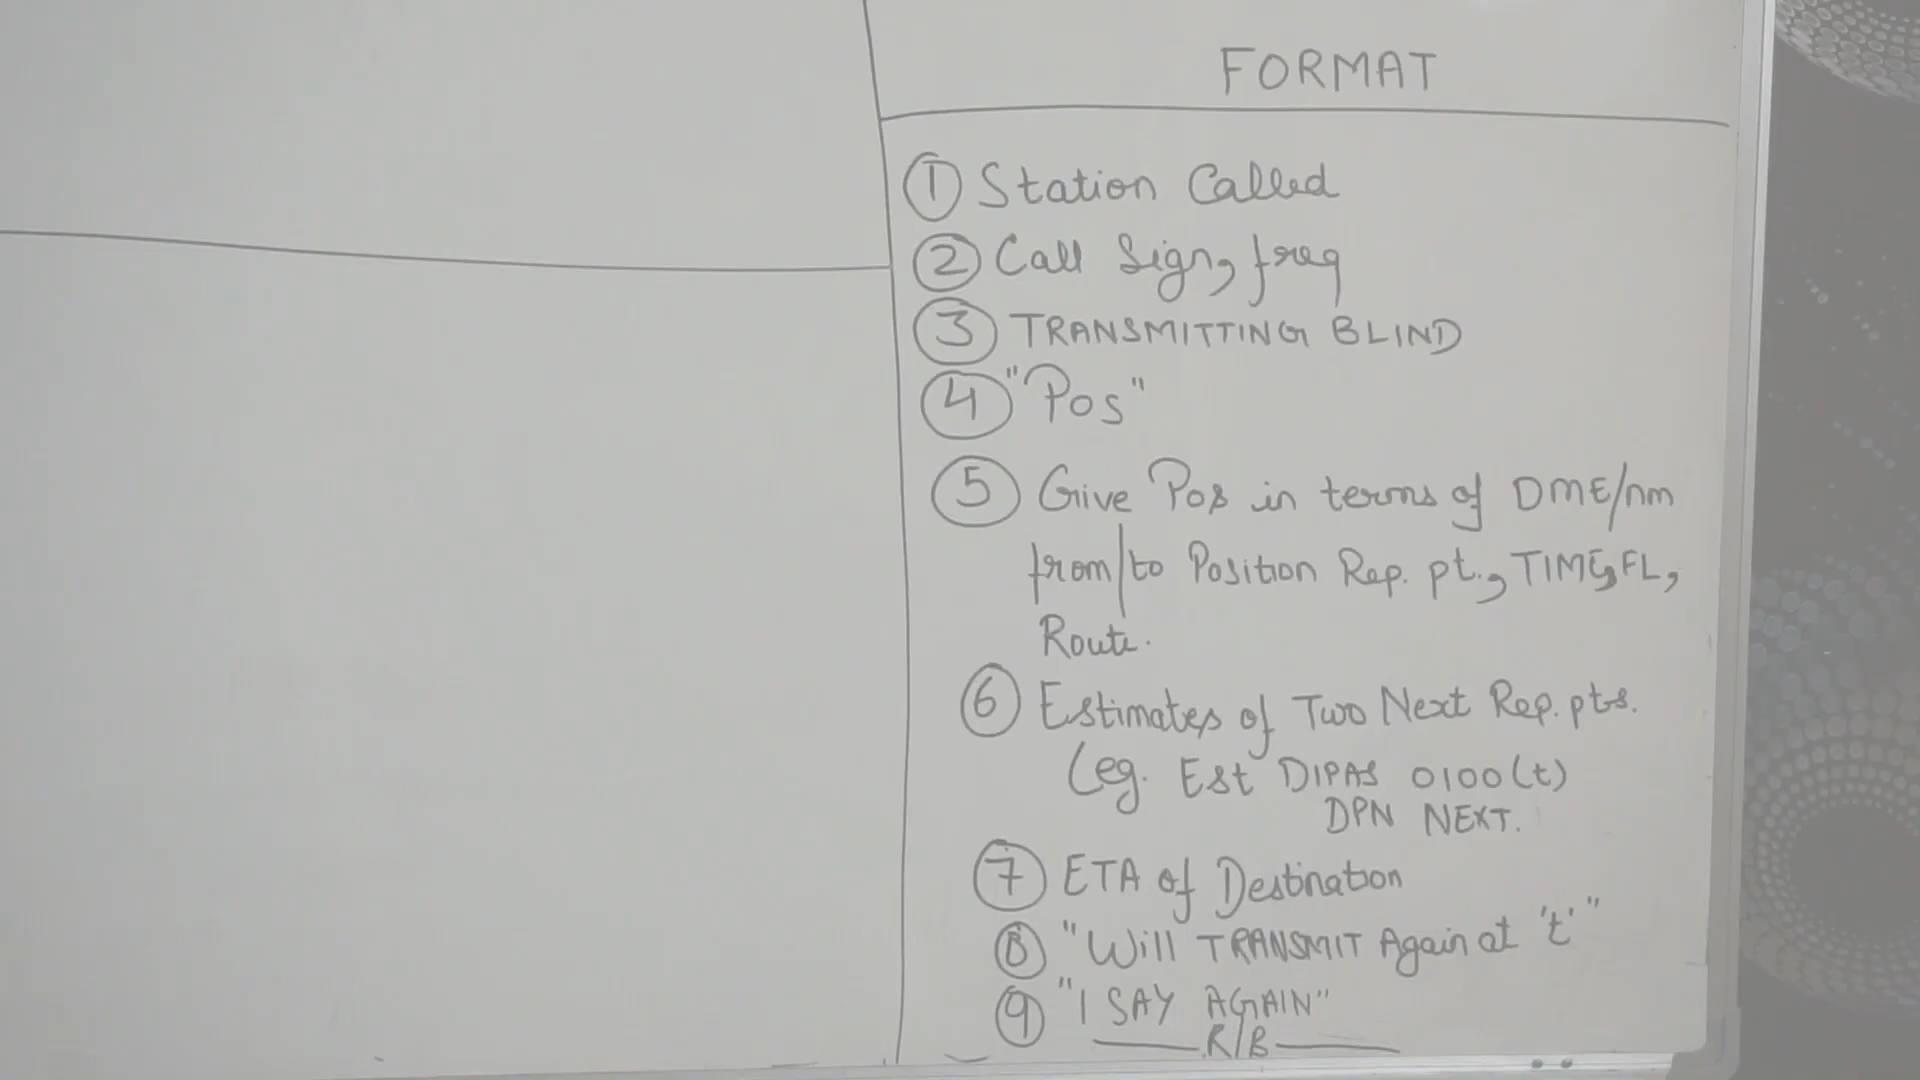 FORMAT
① Station Called
② Call Sign, freq
③ TRANSMITTING BLIND
④ "Pos"
⑤ Give Pos in terms of DME/nm
from/to Position Rep. pt., TIME, FL,
Route.
⑥ Estimates of Two Next Rep. pts.
(eg. Est DIPAS 0100(t)
DPN NEXT.
⑦ ETA of Destination
⑧ "Will TRANSMIT Again at 't'"
⑨ "I SAY AGAIN"
R/B